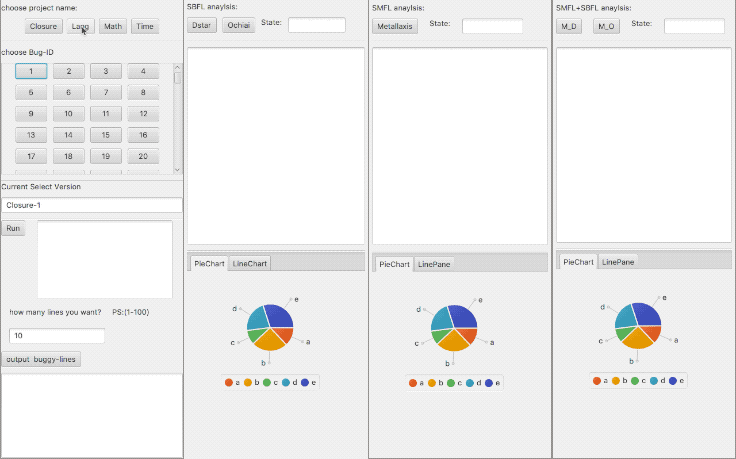 choose project name:
Closure Lang Math Time
choose Bug-ID
1 2 3 4
5 6 7 8
9 10 11 12
13 14 15 16
17 18 19 20
Current Select Version
Closure-1
Run
how many lines you want? PS:(1-100)
10
output buggy-lines
SBFL anaylsis:
Dstar Ochiai State:
PieChart LineChart
e
d
c
a
b
a b c d e
SMFL anaylsis:
Metallaxis State:
PieChart LinePane
e
d
c
a
b
a b c d e
SMFL+SBFL anaylsis:
M_D M_O State:
PieChart LinePane
e
d
c
a
b
a b c d e